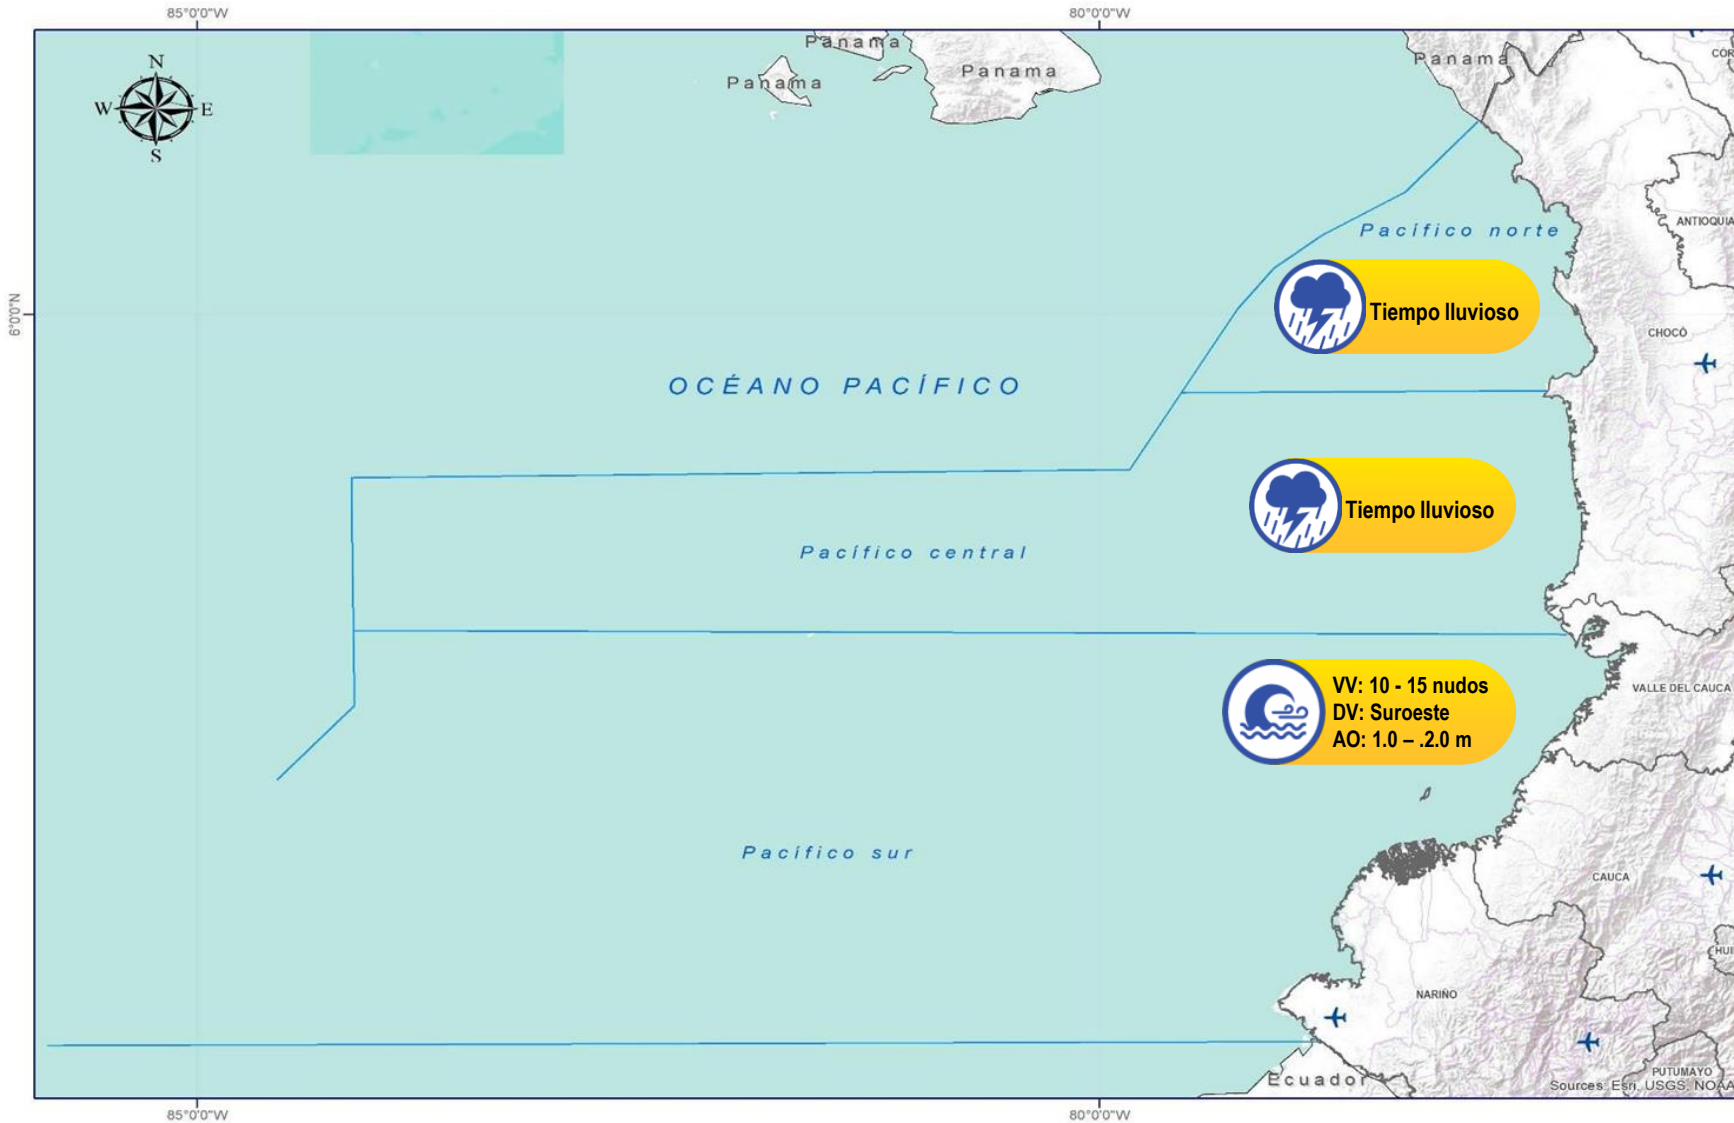 85°0'0"W
80°0'0"W
N
W
E
S
Panama
Panama
Panama
Panama
ANTIOQUIA
Pacífico norte
6°0'0"N
Tiempo lluvioso
CHOCÓ
OCÉANO PACÍFICO
Tiempo lluvioso
Pacífico central
VV: 10 - 15 nudos
DV: Suroeste
AO: 1.0 – .2.0 m
VALLE DEL CAUCA
Pacífico sur
CAUCA
NARIÑO
Ecuador
PUTUMAYO
Sources: Esri, USGS, NOAA
85°0'0"W
80°0'0"W